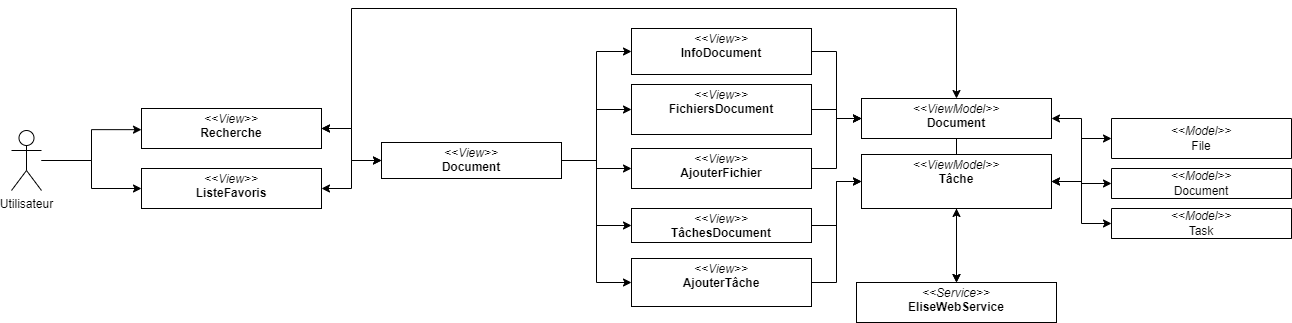 Utilisateur
<<View>>
Recherche
<<View>>
ListeFavoris
<<View>>
Document
<<View>>
InfoDocument
<<View>>
FichiersDocument
<<View>>
AjouterFichier
<<View>>
TâchesDocument
<<View>>
AjouterTâche
<<ViewModel>>
Document
<<ViewModel>>
Tâche
<<Service>>
EliseWebService
<<Model>>
File
<<Model>>
Document
<<Model>>
Task